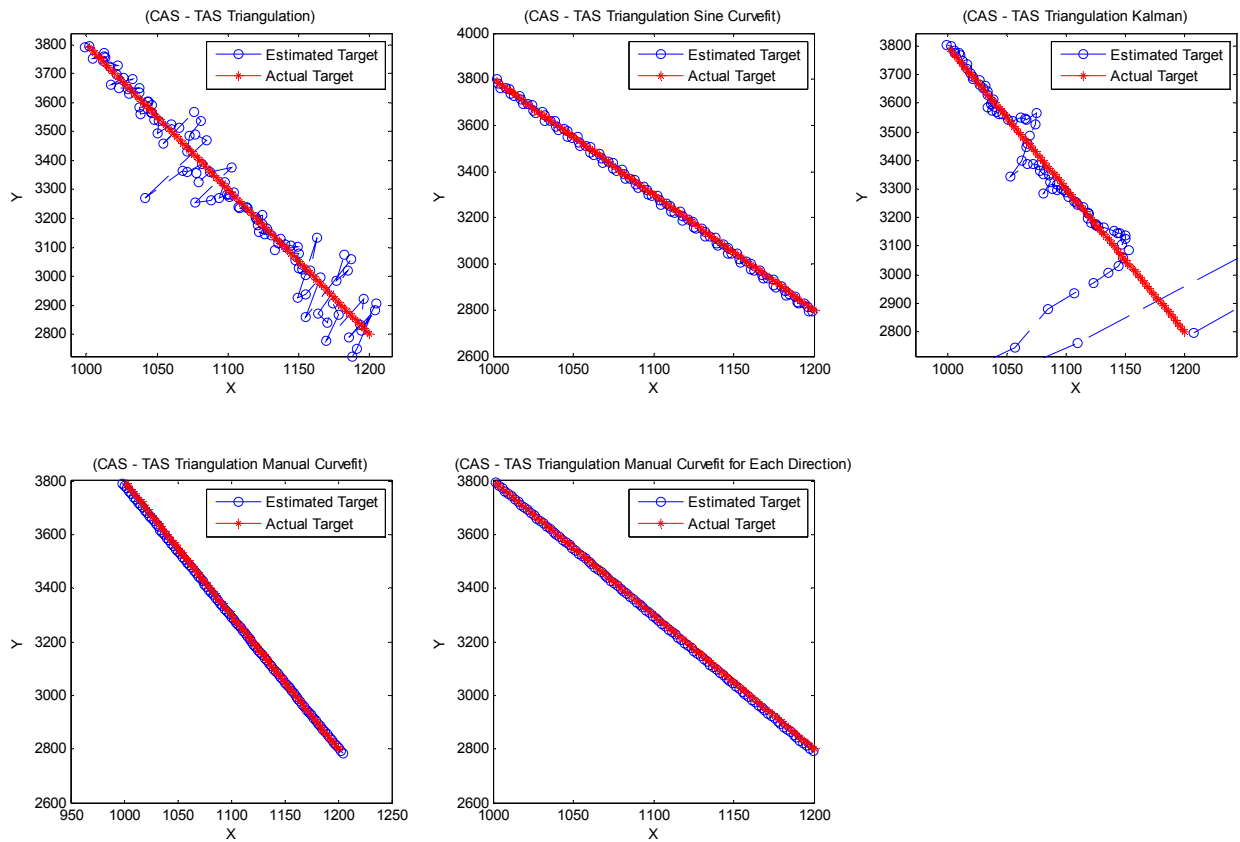 (CAS - TAS Triangulation)
3800
3700
3600
3500
3400
3300
3200
3100
3000
2900
2800
Y
1000 1050 1100 1150 1200
X
Estimated Target
Actual Target
(CAS - TAS Triangulation Sine Curvefit)
4000
3800
3600
3400
3200
3000
2800
2600
Y
1000 1050 1100 1150 1200
X
Estimated Target
Actual Target
(CAS - TAS Triangulation Kalman)
3800
3700
3600
3500
3400
3300
3200
3100
3000
2900
2800
Y
1000 1050 1100 1150 1200
X
Estimated Target
Actual Target
(CAS - TAS Triangulation Manual Curvefit)
3800
3600
3400
3200
3000
2800
2600
Y
950 1000 1050 1100 1150 1200 1250
X
Estimated Target
Actual Target
(CAS - TAS Triangulation Manual Curvefit for Each Direction)
3800
3600
3400
3200
3000
2800
2600
Y
1000 1050 1100 1150 1200
X
Estimated Target
Actual Target